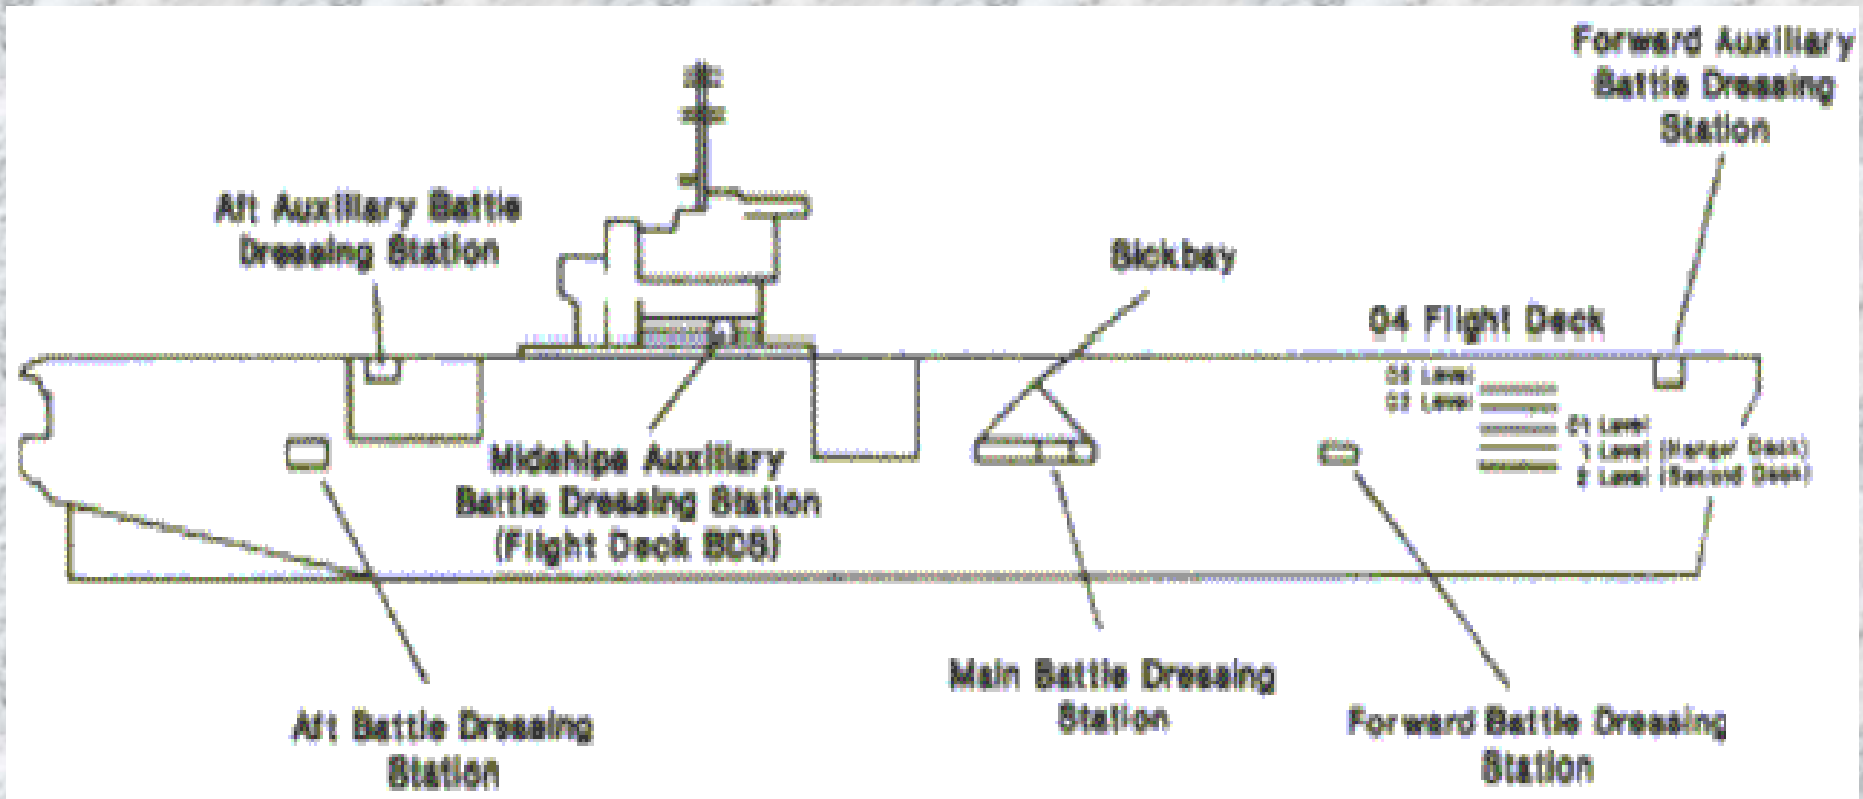 Forward Auxiliary
Battle Dressing
Station
Aft Auxiliary Battle
Dressing Station
Sickbay
04 Flight Deck
03 Level
02 Level
01 Level
1 Level (Hangar Deck)
2 Level (Second Deck)
Midships Auxiliary
Battle Dressing Station
(Flight Deck BDS)
Main Battle Dressing
Station
Forward Battle Dressing
Station
Aft Battle Dressing
Station